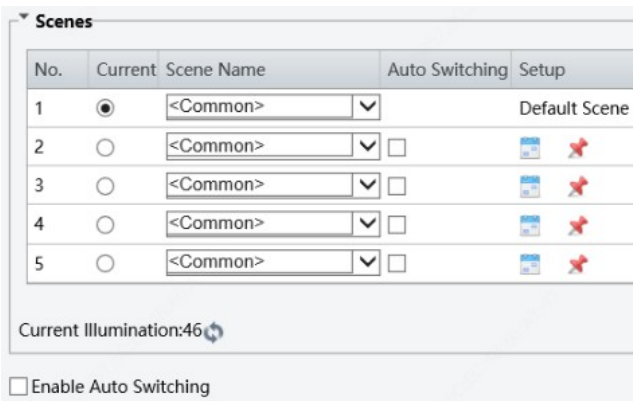 Scenes
No. Current Scene Name Auto Switching Setup
1 <Common> Default Scene
2 <Common>
3 <Common>
4 <Common>
5 <Common>
Current Illumination:46
Enable Auto Switching